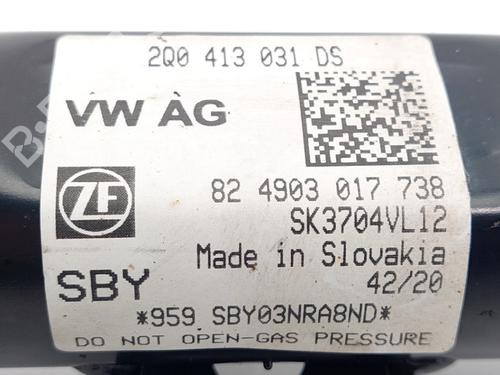 2Q0 413 031 DS
VW AG
ZF
82 4903 017 738
SK3704VL12
Made in Slovakia
SBY
42/20
*959 SBY03NRA8ND*
DO NOT OPEN-GAS PRESSURE